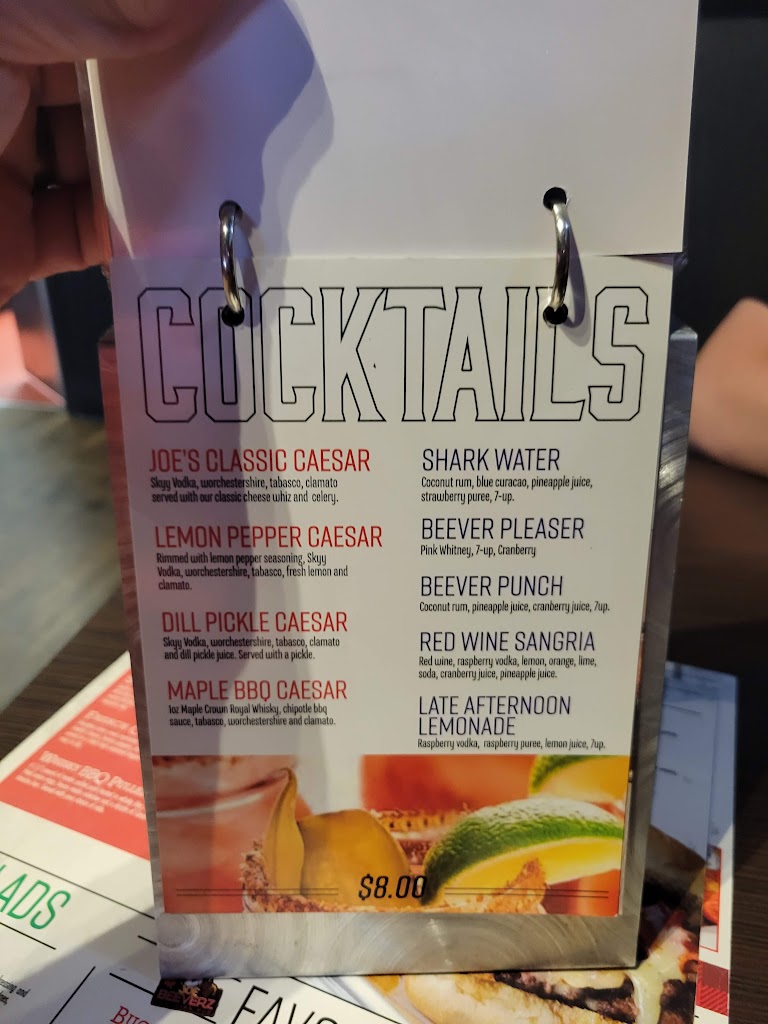 COCKTAILS
JOE'S CLASSIC CAESAR
Skyy Vodka, worchestershire, tabasco, clamato
served with our classic cheese whiz and celery.
LEMON PEPPER CAESAR
Rimmed with lemon pepper seasoning, Skyy
Vodka, worchestershire, tabasco, fresh lemon and
clamato.
DILL PICKLE CAESAR
Skyy Vodka, worchestershire, tabasco, clamato
and dill pickle juice. Served with a pickle.
MAPLE BBQ CAESAR
1oz Maple Crown Royal Whisky, chipotle bbq
sauce, tabasco, worchestershire and clamato.
SHARK WATER
Coconut rum, blue curacao, pineapple juice,
strawberry puree, 7-up.
BEEVER PLEASER
Pink Whitney, 7-up, Cranberry
BEEVER PUNCH
Coconut rum, pineapple juice, cranberry juice, 7up.
RED WINE SANGRIA
Red wine, raspberry vodka, lemon, orange, lime,
soda, cranberry juice, pineapple juice.
LATE AFTERNOON
LEMONADE
Raspberry vodka, raspberry puree, lemon juice, 7up.
$8.00
LADS
JOE
BEEVERZ
FAVO